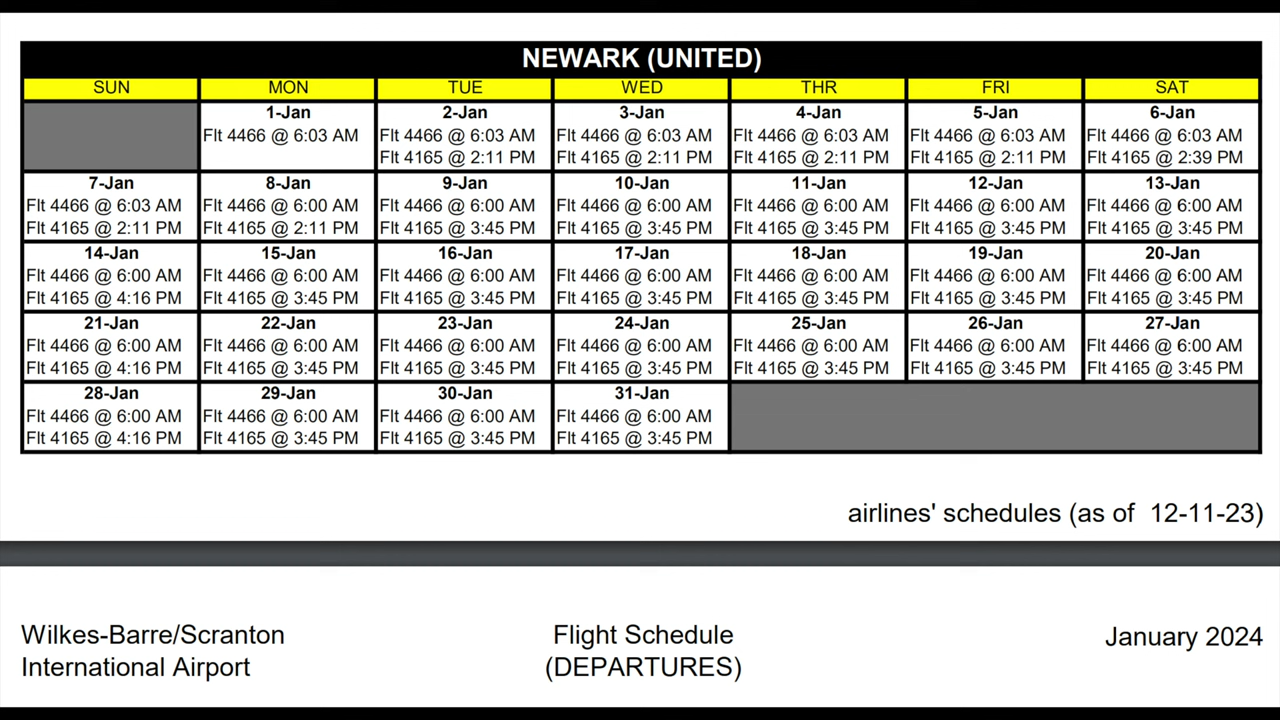 NEWARK (UNITED)
SUN MON TUE WED THR FRI SAT
1-Jan 2-Jan 3-Jan 4-Jan 5-Jan 6-Jan
Flt 4466 @ 6:03 AM Flt 4466 @ 6:03 AM Flt 4466 @ 6:03 AM Flt 4466 @ 6:03 AM Flt 4466 @ 6:03 AM Flt 4466 @ 6:03 AM
Flt 4165 @ 2:11 PM Flt 4165 @ 2:11 PM Flt 4165 @ 2:11 PM Flt 4165 @ 2:11 PM Flt 4165 @ 2:39 PM
7-Jan 8-Jan 9-Jan 10-Jan 11-Jan 12-Jan 13-Jan
Flt 4466 @ 6:03 AM Flt 4466 @ 6:00 AM Flt 4466 @ 6:00 AM Flt 4466 @ 6:00 AM Flt 4466 @ 6:00 AM Flt 4466 @ 6:00 AM Flt 4466 @ 6:00 AM
Flt 4165 @ 2:11 PM Flt 4165 @ 2:11 PM Flt 4165 @ 3:45 PM Flt 4165 @ 3:45 PM Flt 4165 @ 3:45 PM Flt 4165 @ 3:45 PM Flt 4165 @ 3:45 PM
14-Jan 15-Jan 16-Jan 17-Jan 18-Jan 19-Jan 20-Jan
Flt 4466 @ 6:00 AM Flt 4466 @ 6:00 AM Flt 4466 @ 6:00 AM Flt 4466 @ 6:00 AM Flt 4466 @ 6:00 AM Flt 4466 @ 6:00 AM Flt 4466 @ 6:00 AM
Flt 4165 @ 4:16 PM Flt 4165 @ 3:45 PM Flt 4165 @ 3:45 PM Flt 4165 @ 3:45 PM Flt 4165 @ 3:45 PM Flt 4165 @ 3:45 PM Flt 4165 @ 3:45 PM
21-Jan 22-Jan 23-Jan 24-Jan 25-Jan 26-Jan 27-Jan
Flt 4466 @ 6:00 AM Flt 4466 @ 6:00 AM Flt 4466 @ 6:00 AM Flt 4466 @ 6:00 AM Flt 4466 @ 6:00 AM Flt 4466 @ 6:00 AM Flt 4466 @ 6:00 AM
Flt 4165 @ 4:16 PM Flt 4165 @ 3:45 PM Flt 4165 @ 3:45 PM Flt 4165 @ 3:45 PM Flt 4165 @ 3:45 PM Flt 4165 @ 3:45 PM Flt 4165 @ 3:45 PM
28-Jan 29-Jan 30-Jan 31-Jan
Flt 4466 @ 6:00 AM Flt 4466 @ 6:00 AM Flt 4466 @ 6:00 AM Flt 4466 @ 6:00 AM
Flt 4165 @ 4:16 PM Flt 4165 @ 3:45 PM Flt 4165 @ 3:45 PM Flt 4165 @ 3:45 PM
airlines' schedules (as of 12-11-23)
Wilkes-Barre/Scranton Flight Schedule January 2024
International Airport (DEPARTURES)